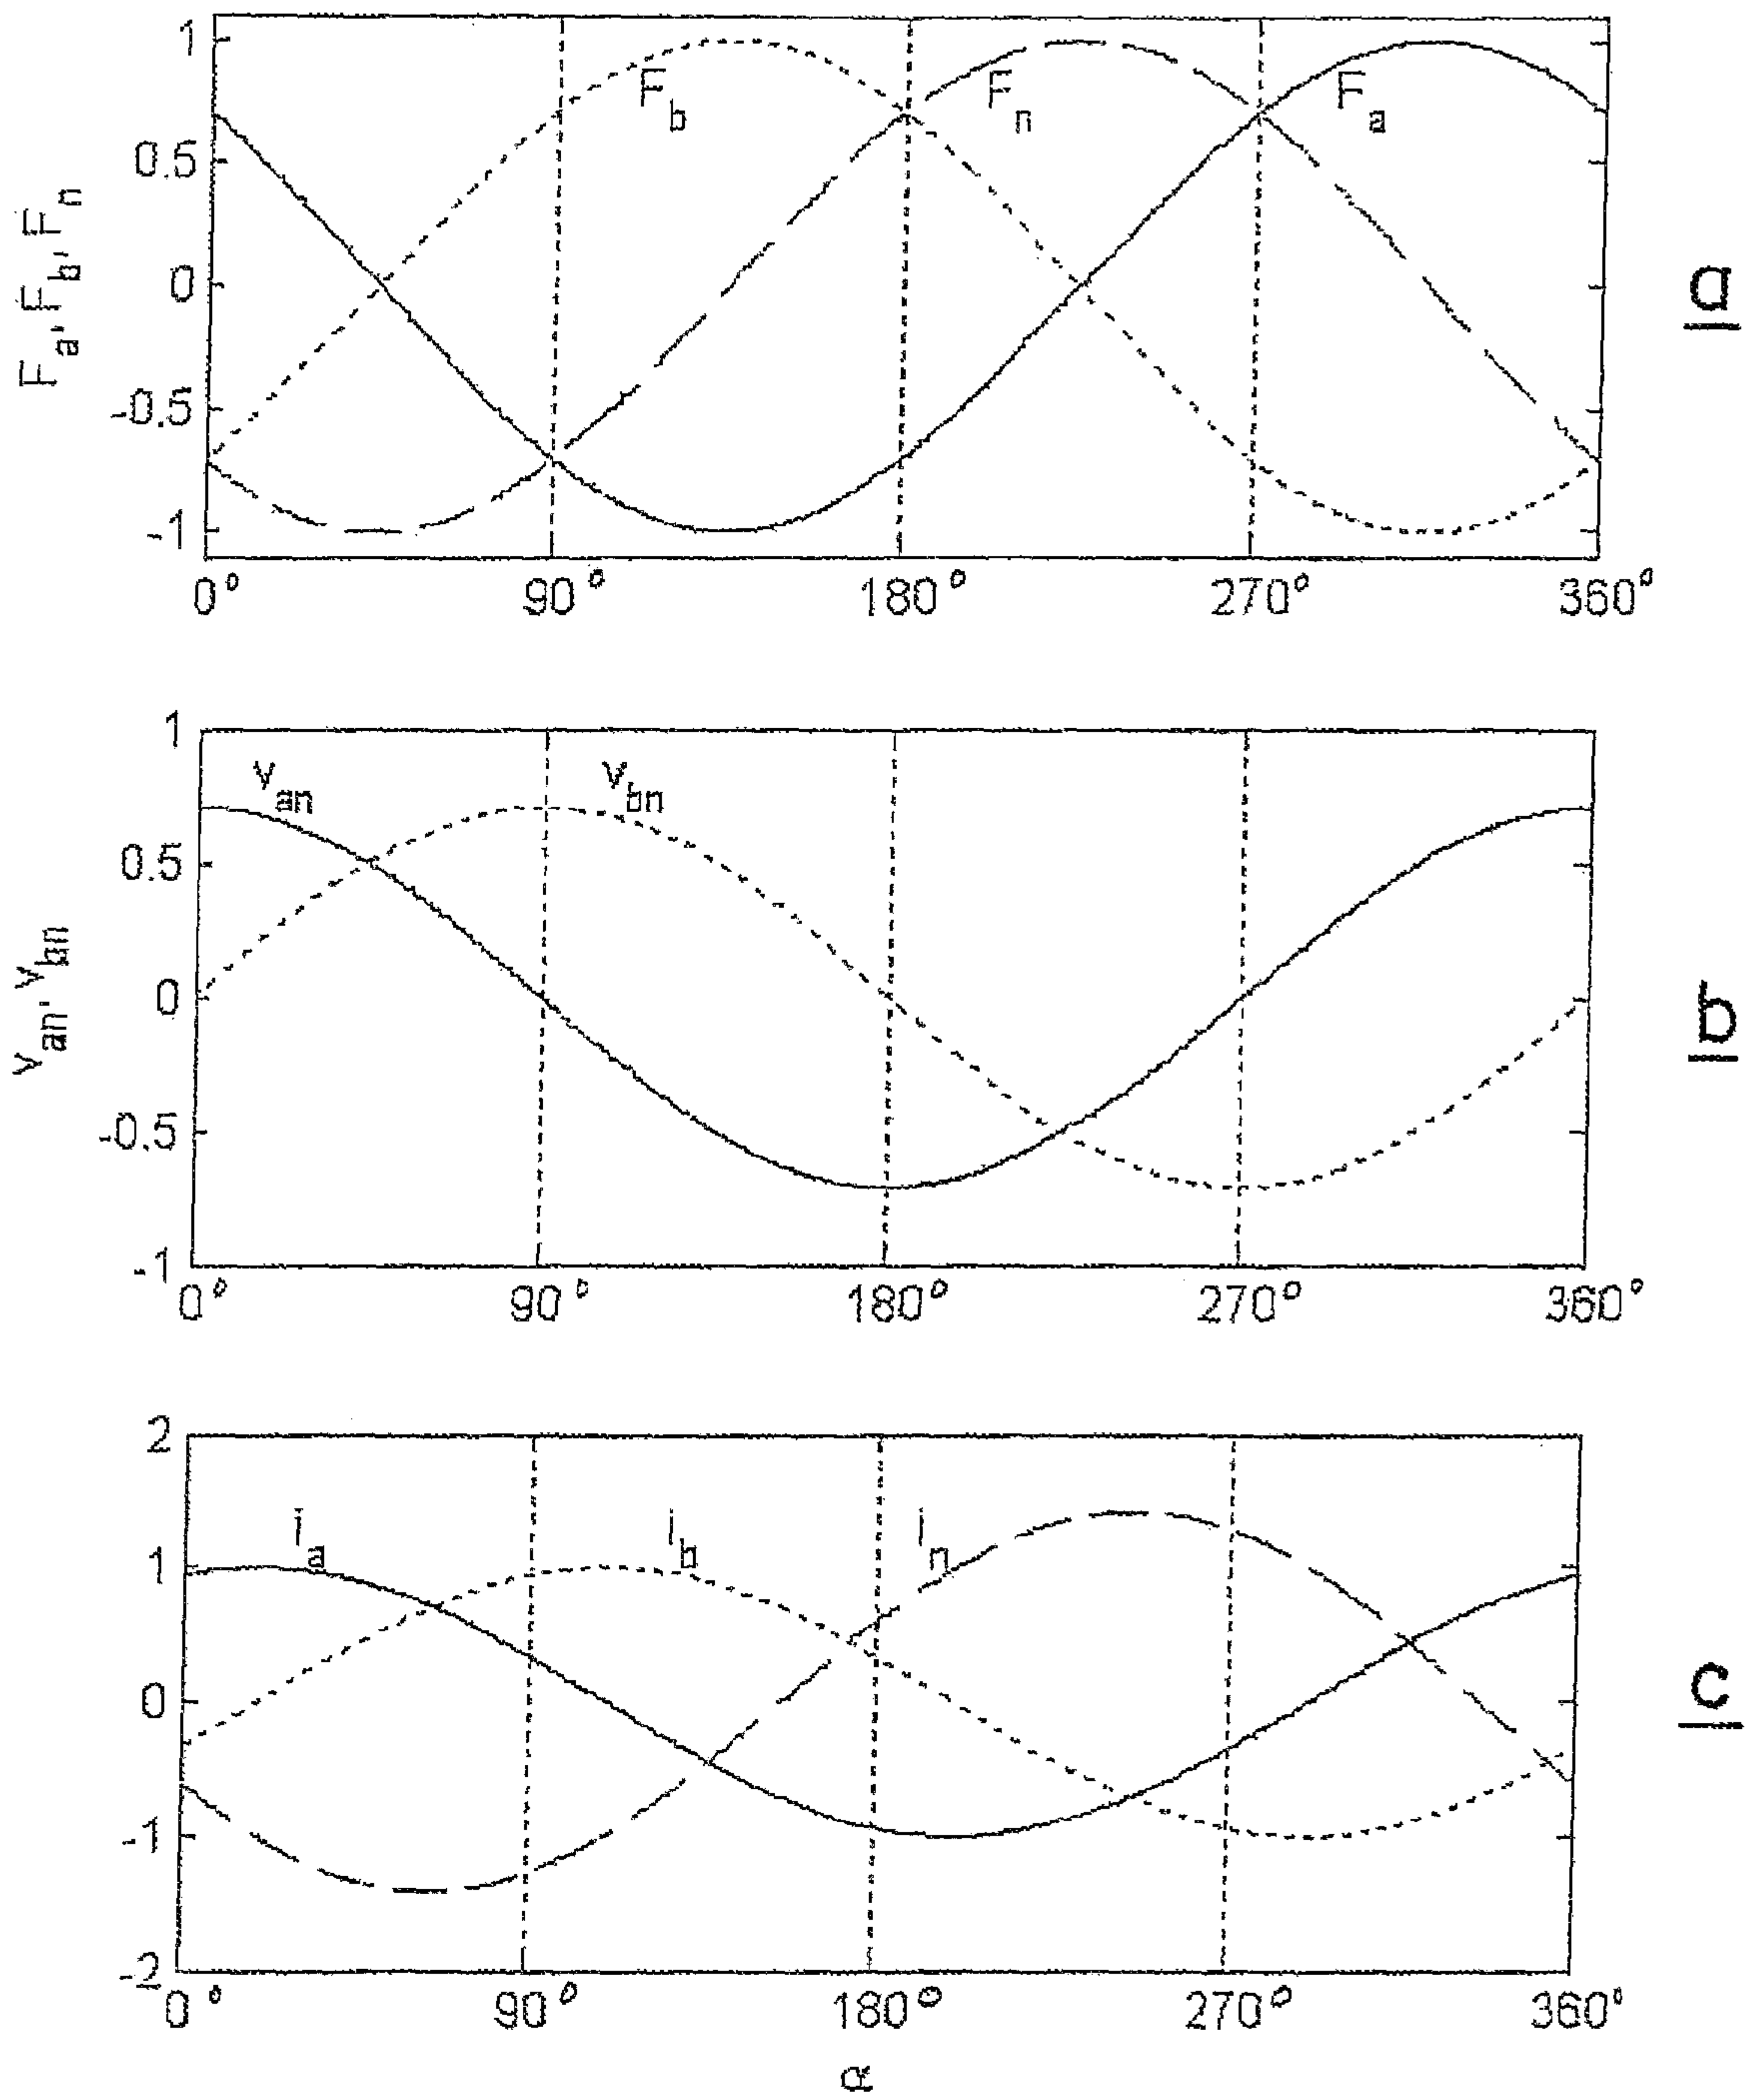 1
0.5
0
-0.5
-1
F_a, F_b, F_n
F_b
F_n
F_a
0° 90° 180° 270° 360°
a
1
0.5
0
-0.5
-1
v_an, v_bn
v_an
v_bn
0° 90° 180° 270° 360°
b
2
1
0
-1
-2
i_a
i_b
i_n
0° 90° 180° 270° 360°
c